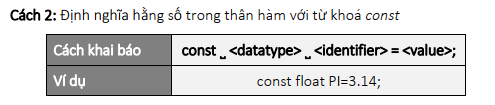 Cách 2: Định nghĩa hằng số trong thân hàm với từ khoá const
Cách khai báo const ␣ <datatype> ␣ <identifier> = <value>;
Ví dụ const float PI=3.14;